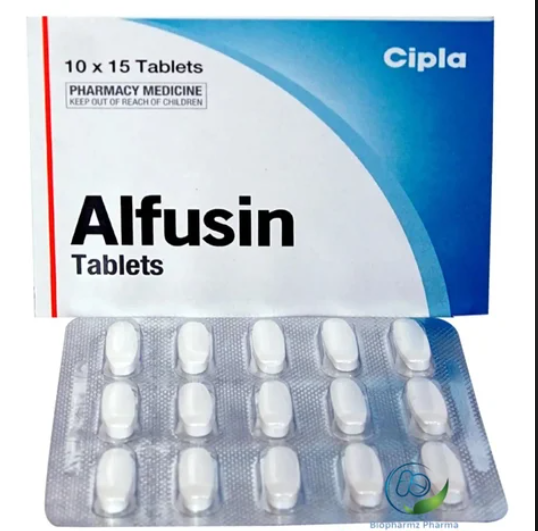 10 x 15 Tablets
Cipla
PHARMACY MEDICINE
KEEP OUT OF REACH OF CHILDREN
Alfusin
Tablets
Biopharmz Pharma